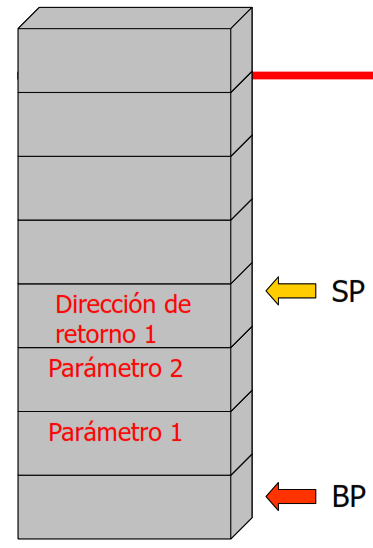 SP
Dirección de
retorno 1
Parámetro 2
Parámetro 1
BP